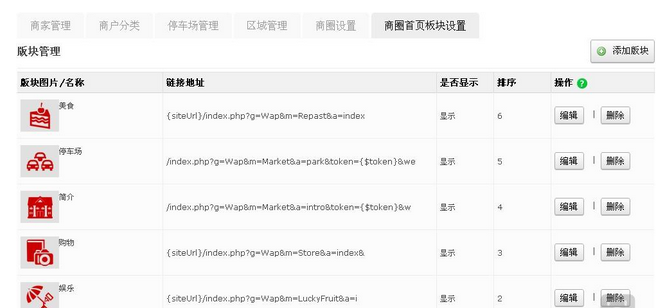 商家管理 商户分类 停车场管理 区域管理 商圈设置 商圈首页板块设置
版块管理 添加版块
版块图片/名称 链接地址 是否显示 排序 操作 ?
美食 {siteUrl}/index.php?g=Wap&m=Repast&a=index 显示 6 编辑 | 删除
停车场 /index.php?g=Wap&m=Market&a=park&token={$token}&we 显示 5 编辑 | 删除
简介 /index.php?g=Wap&m=Market&a=intro&token={$token}&w 显示 4 编辑 | 删除
购物 {siteUrl}/index.php?g=Wap&m=Store&a=index& 显示 3 编辑 | 删除
娱乐 {siteUrl}/index.php?g=Wap&m=LuckyFruit&a=i 显示 2 编辑 | 删除